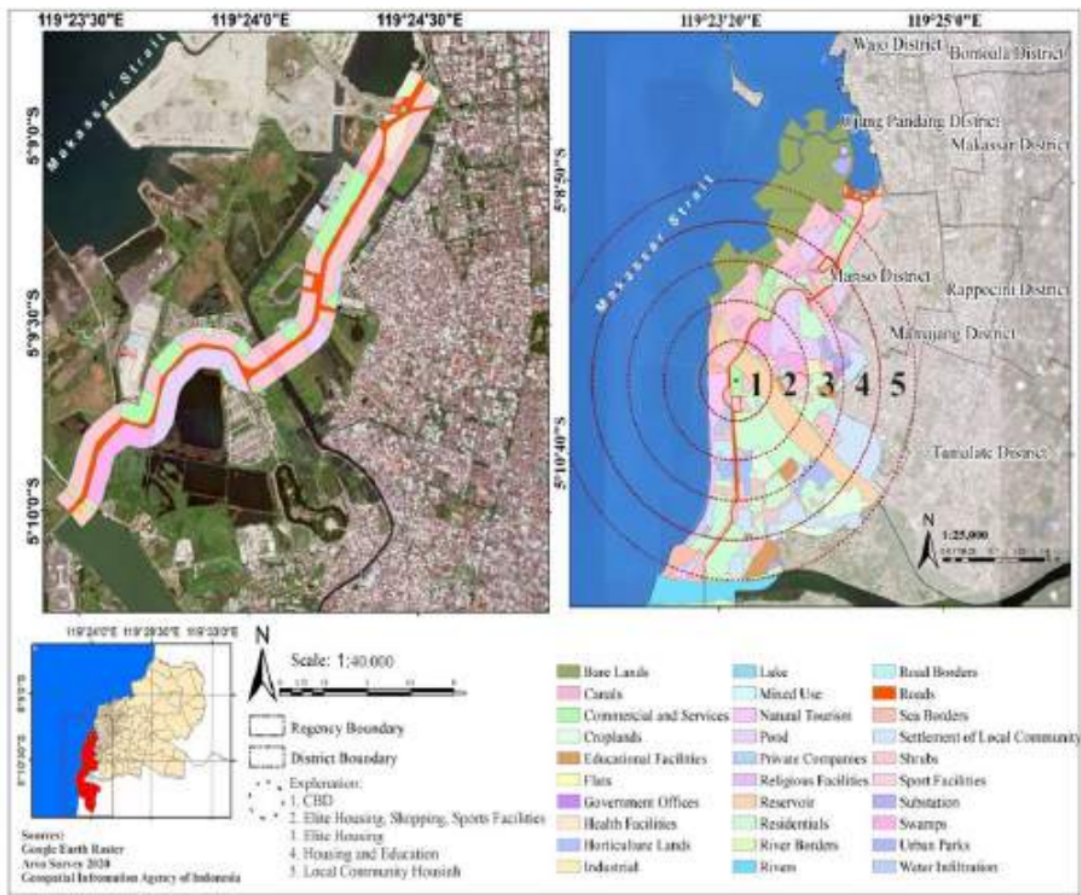 119°23'30"E 119°24'0"E 119°24'30"E
119°23'20"E 119°25'0"E
Makassar Strait
5°9'0"S
5°9'30"S
5°10'0"S
5°8'50"S
5°10'40"S
Wajo District
Bontoala District
Ujung Pandang District
Makassar District
Makassar Strait
Mariso District
Rappocini District
Mamajang District
1 2 3 4 5
Tamalate District
N
1:25,000
119°24'0"E
N
Scale: 1:40.000
Regency Boundary
District Boundary
Explenation:
1. CBD
2. Elite Housing, Shopping, Sports Facilities
3. Elite Housing
4. Housing and Education
5. Local Community Housinh
Sources:
Google Earth Raster
Area Survey 2020
Geospatial Infromation Agency of Indonesia
Bare Lands
Canals
Commercial and Services
Croplands
Educational Facilities
Flats
Government Offices
Health Facilities
Horticulture Lands
Industrial
Lake
Mixed Use
Natural Tourism
Pood
Private Companies
Religious Facilities
Reservoir
Residentials
River Borders
Rivers
Road Borders
Roads
Sea Borders
Settlement of Local Community
Shrubs
Sport Facilities
Substation
Swamps
Urban Parks
Water Infiltration